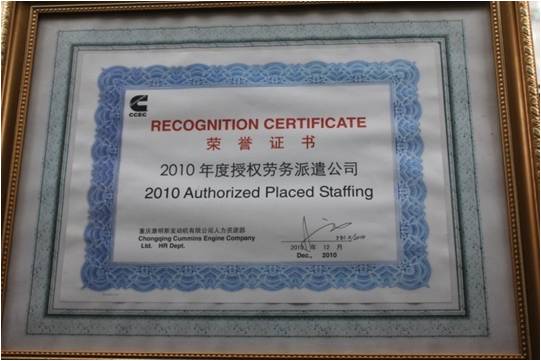 CCEC
RECOGNITION CERTIFICATE
荣誉证书
2010 年度授权劳务派遣公司
2010 Authorized Placed Staffing
重庆康明斯发动机有限公司人力资源部
Chongqing Cummins Engine Company
Ltd. HR Dept.
2010 年 12 月
Dec., 2010